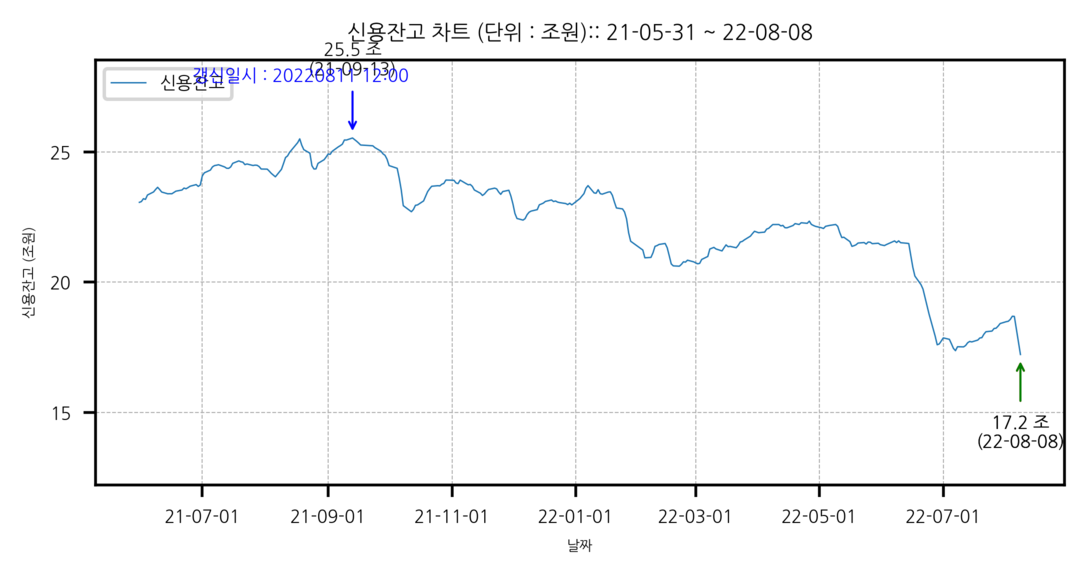 신용잔고 차트 (단위 : 조원):: 21-05-31 ~ 22-08-08
25.5 조
(21-09-13)
갱신일시 : 20220811 12:00
신용잔고
25
20
15
신용잔고 (조원)
17.2 조
(22-08-08)
21-07-01
21-09-01
21-11-01
22-01-01
22-03-01
22-05-01
22-07-01
날짜